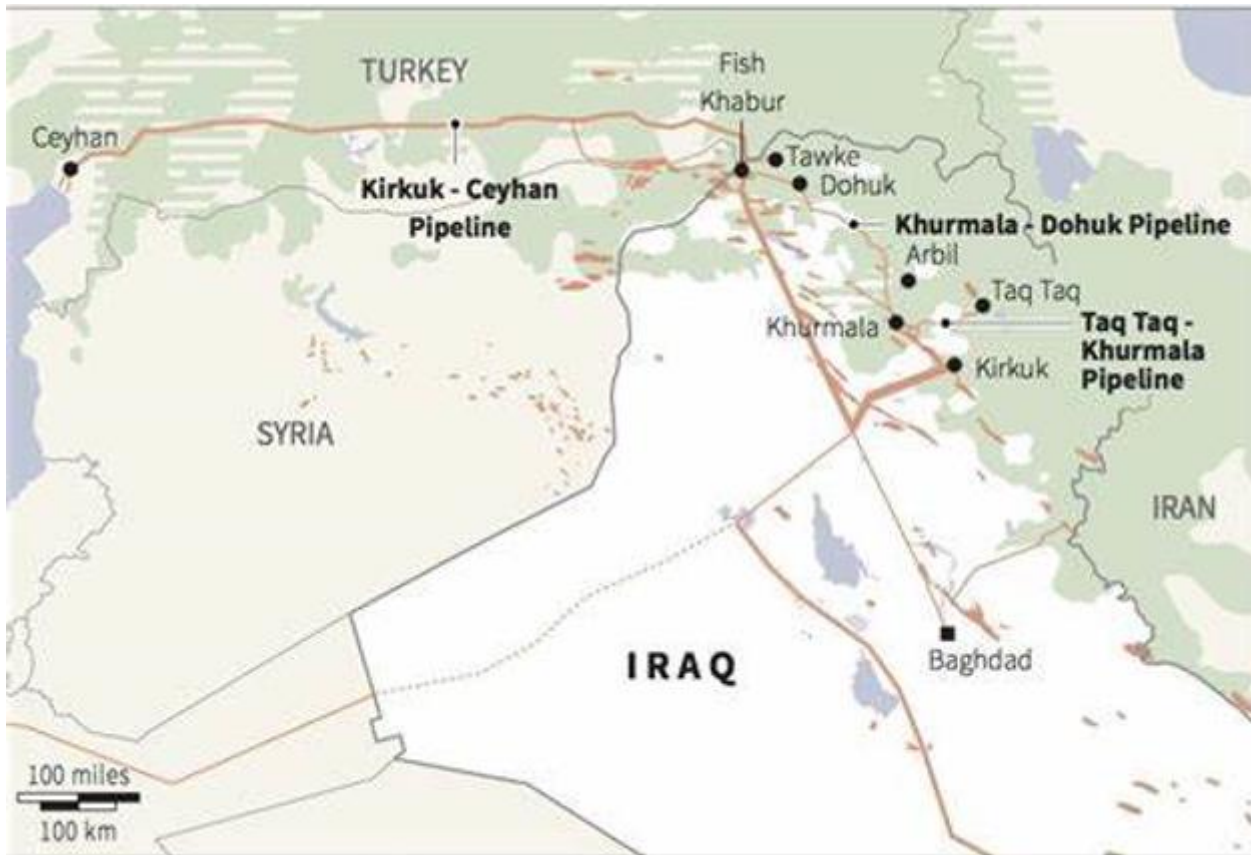 TURKEY
Fish
Khabur
Ceyhan
Tawke
Dohuk
Kirkuk - Ceyhan
Pipeline
Khurmala - Dohuk Pipeline
Arbil
Taq Taq
Khurmala
Taq Taq -
Khurmala
Pipeline
Kirkuk
SYRIA
IRAN
IRAQ
Baghdad
100 miles
100 km